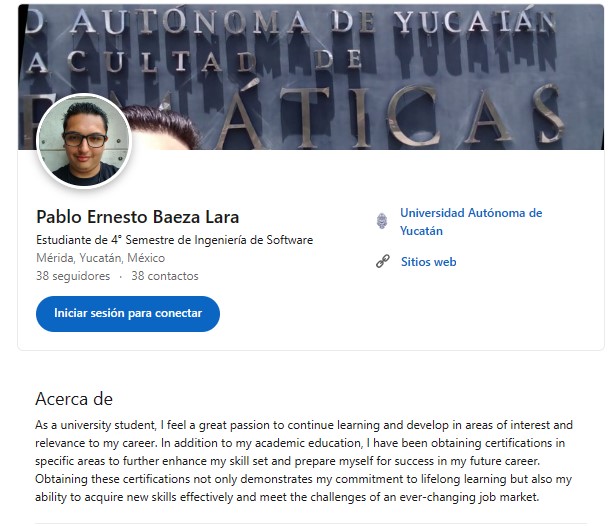 D AUTÓNOMA DE YUCATÁN
ACULTAD DE
MÁTICAS
Pablo Ernesto Baeza Lara
Estudiante de 4° Semestre de Ingeniería de Software
Mérida, Yucatán, México
38 seguidores · 38 contactos
Iniciar sesión para conectar
Universidad Autónoma de
Yucatán
Sitios web
Acerca de
As a university student, I feel a great passion to continue learning and develop in areas of interest and
relevance to my career. In addition to my academic education, I have been obtaining certifications in
specific areas to further enhance my skill set and prepare myself for success in my future career.
Obtaining these certifications not only demonstrates my commitment to lifelong learning but also my
ability to acquire new skills effectively and meet the challenges of an ever-changing job market.